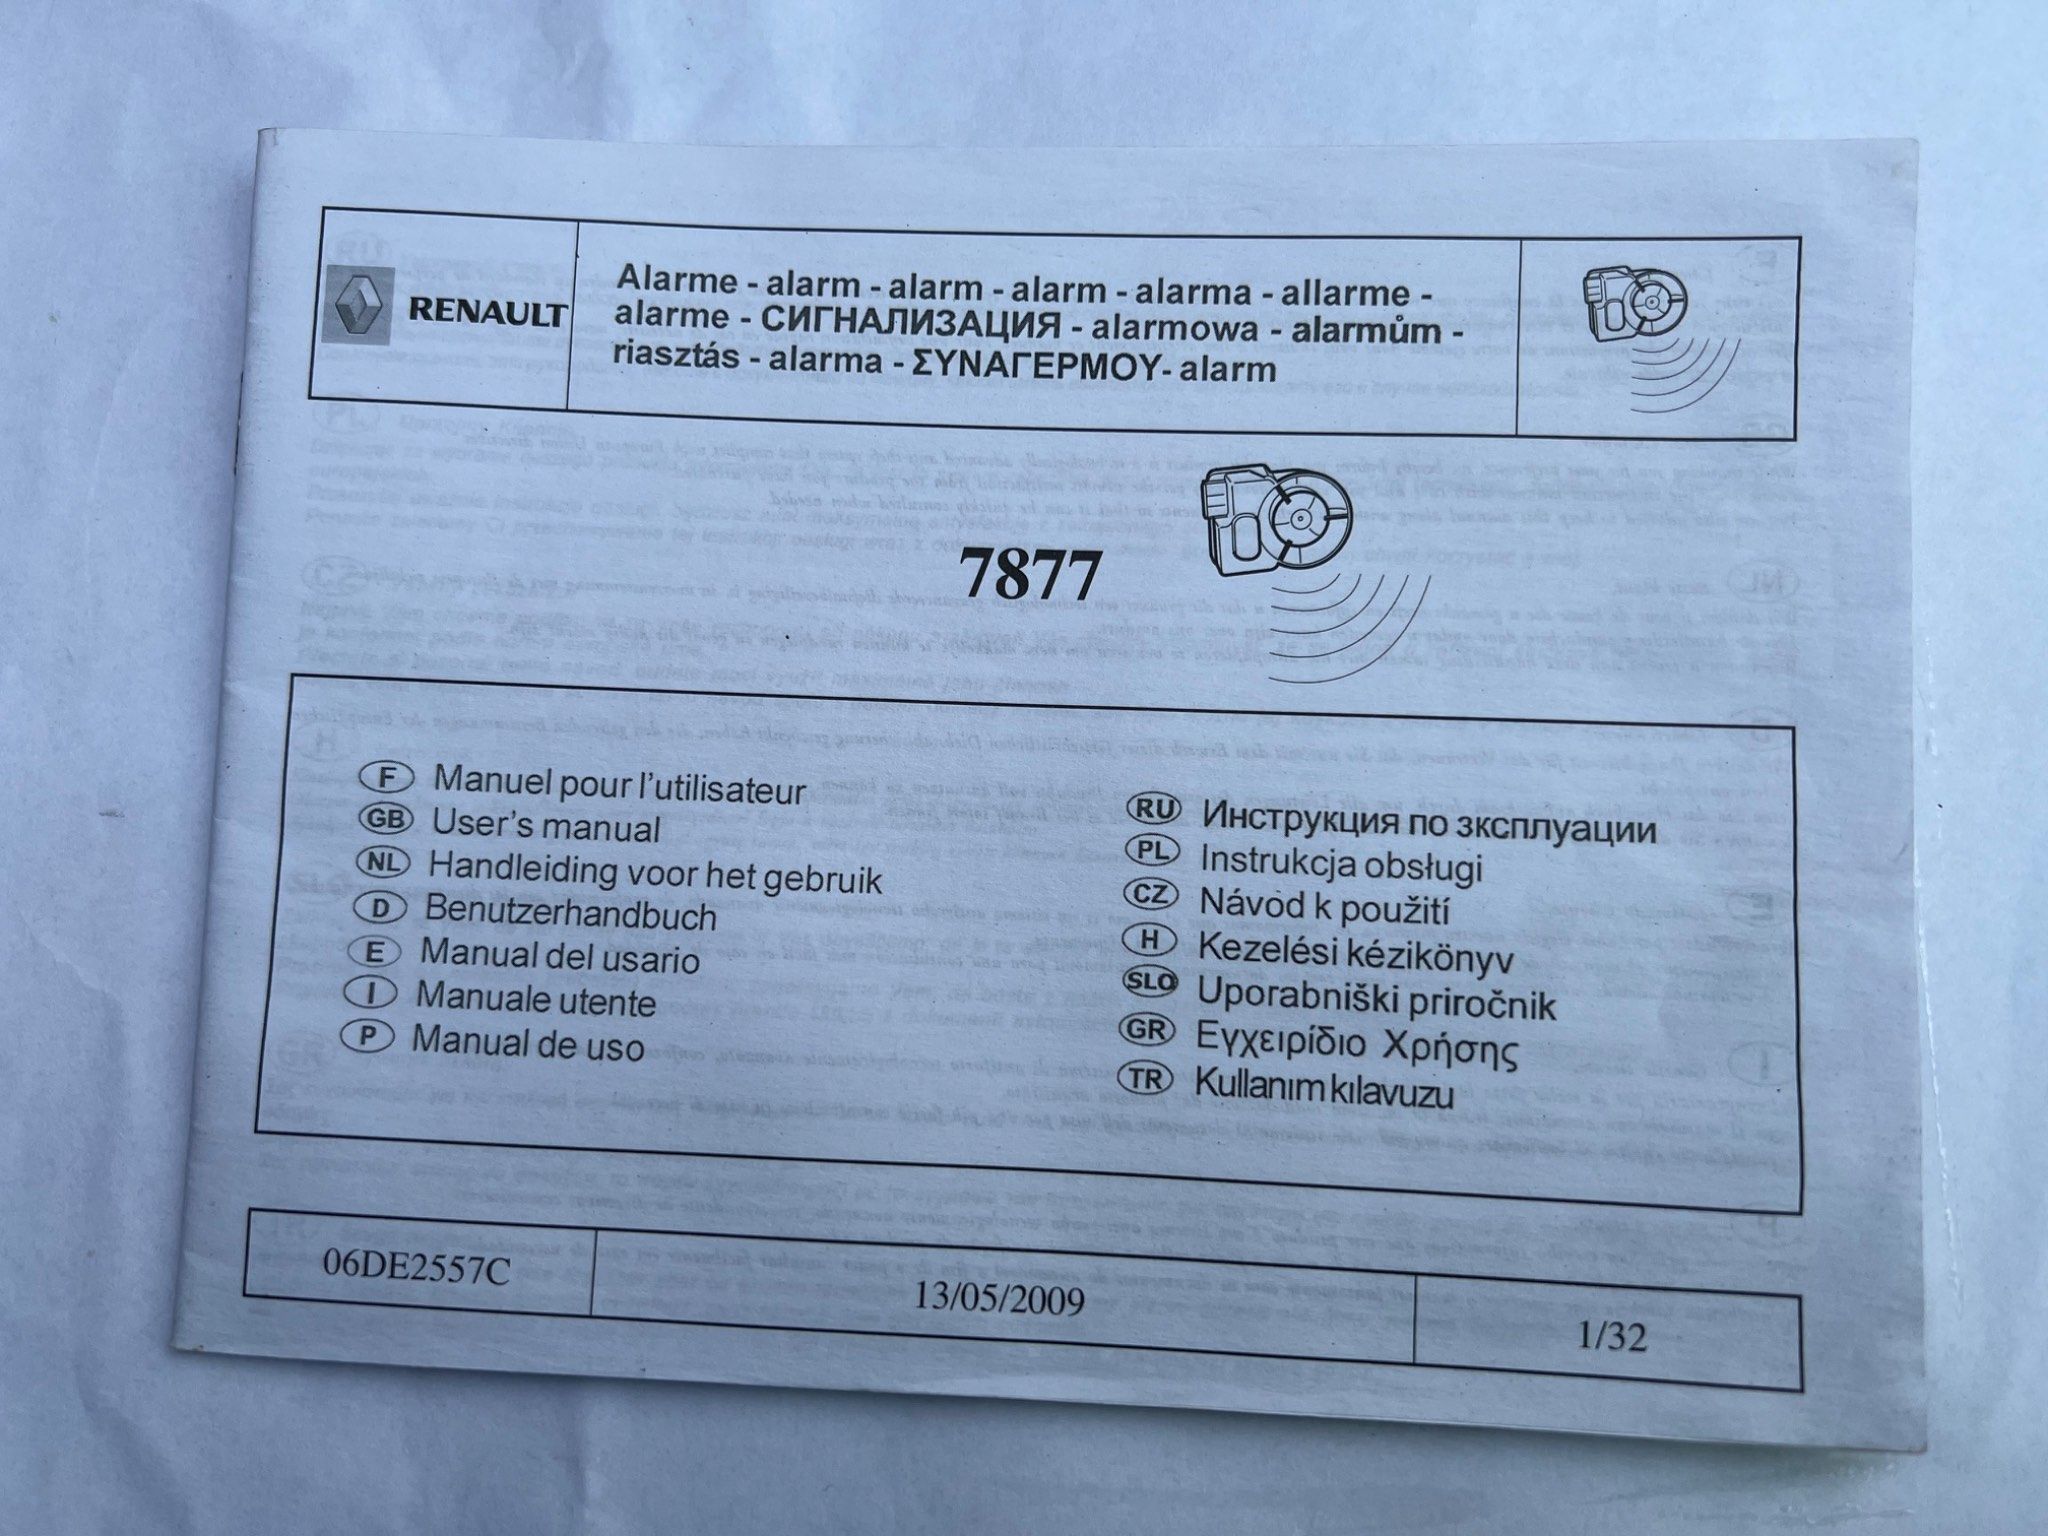 RENAULT
Alarme - alarm - alarm - alarm - alarma - allarme -
alarme - СИГНАЛИЗАЦИЯ - alarmowa - alarmům -
riasztás - alarma - ΣΥΝΑΓΕΡΜΟΥ- alarm
7877
F Manuel pour l'utilisateur
GB User's manual
NL Handleiding voor het gebruik
D Benutzerhandbuch
E Manual del usario
I Manuale utente
P Manual de uso
RU Инструкция по зксплуации
PL Instrukcja obsługi
CZ Návod k použití
H Kezelési kézikönyv
SLO Uporabniški priročnik
GR Εγχειρίδιο Χρήσης
TR Kullanım kılavuzu
06DE2557C
13/05/2009
1/32